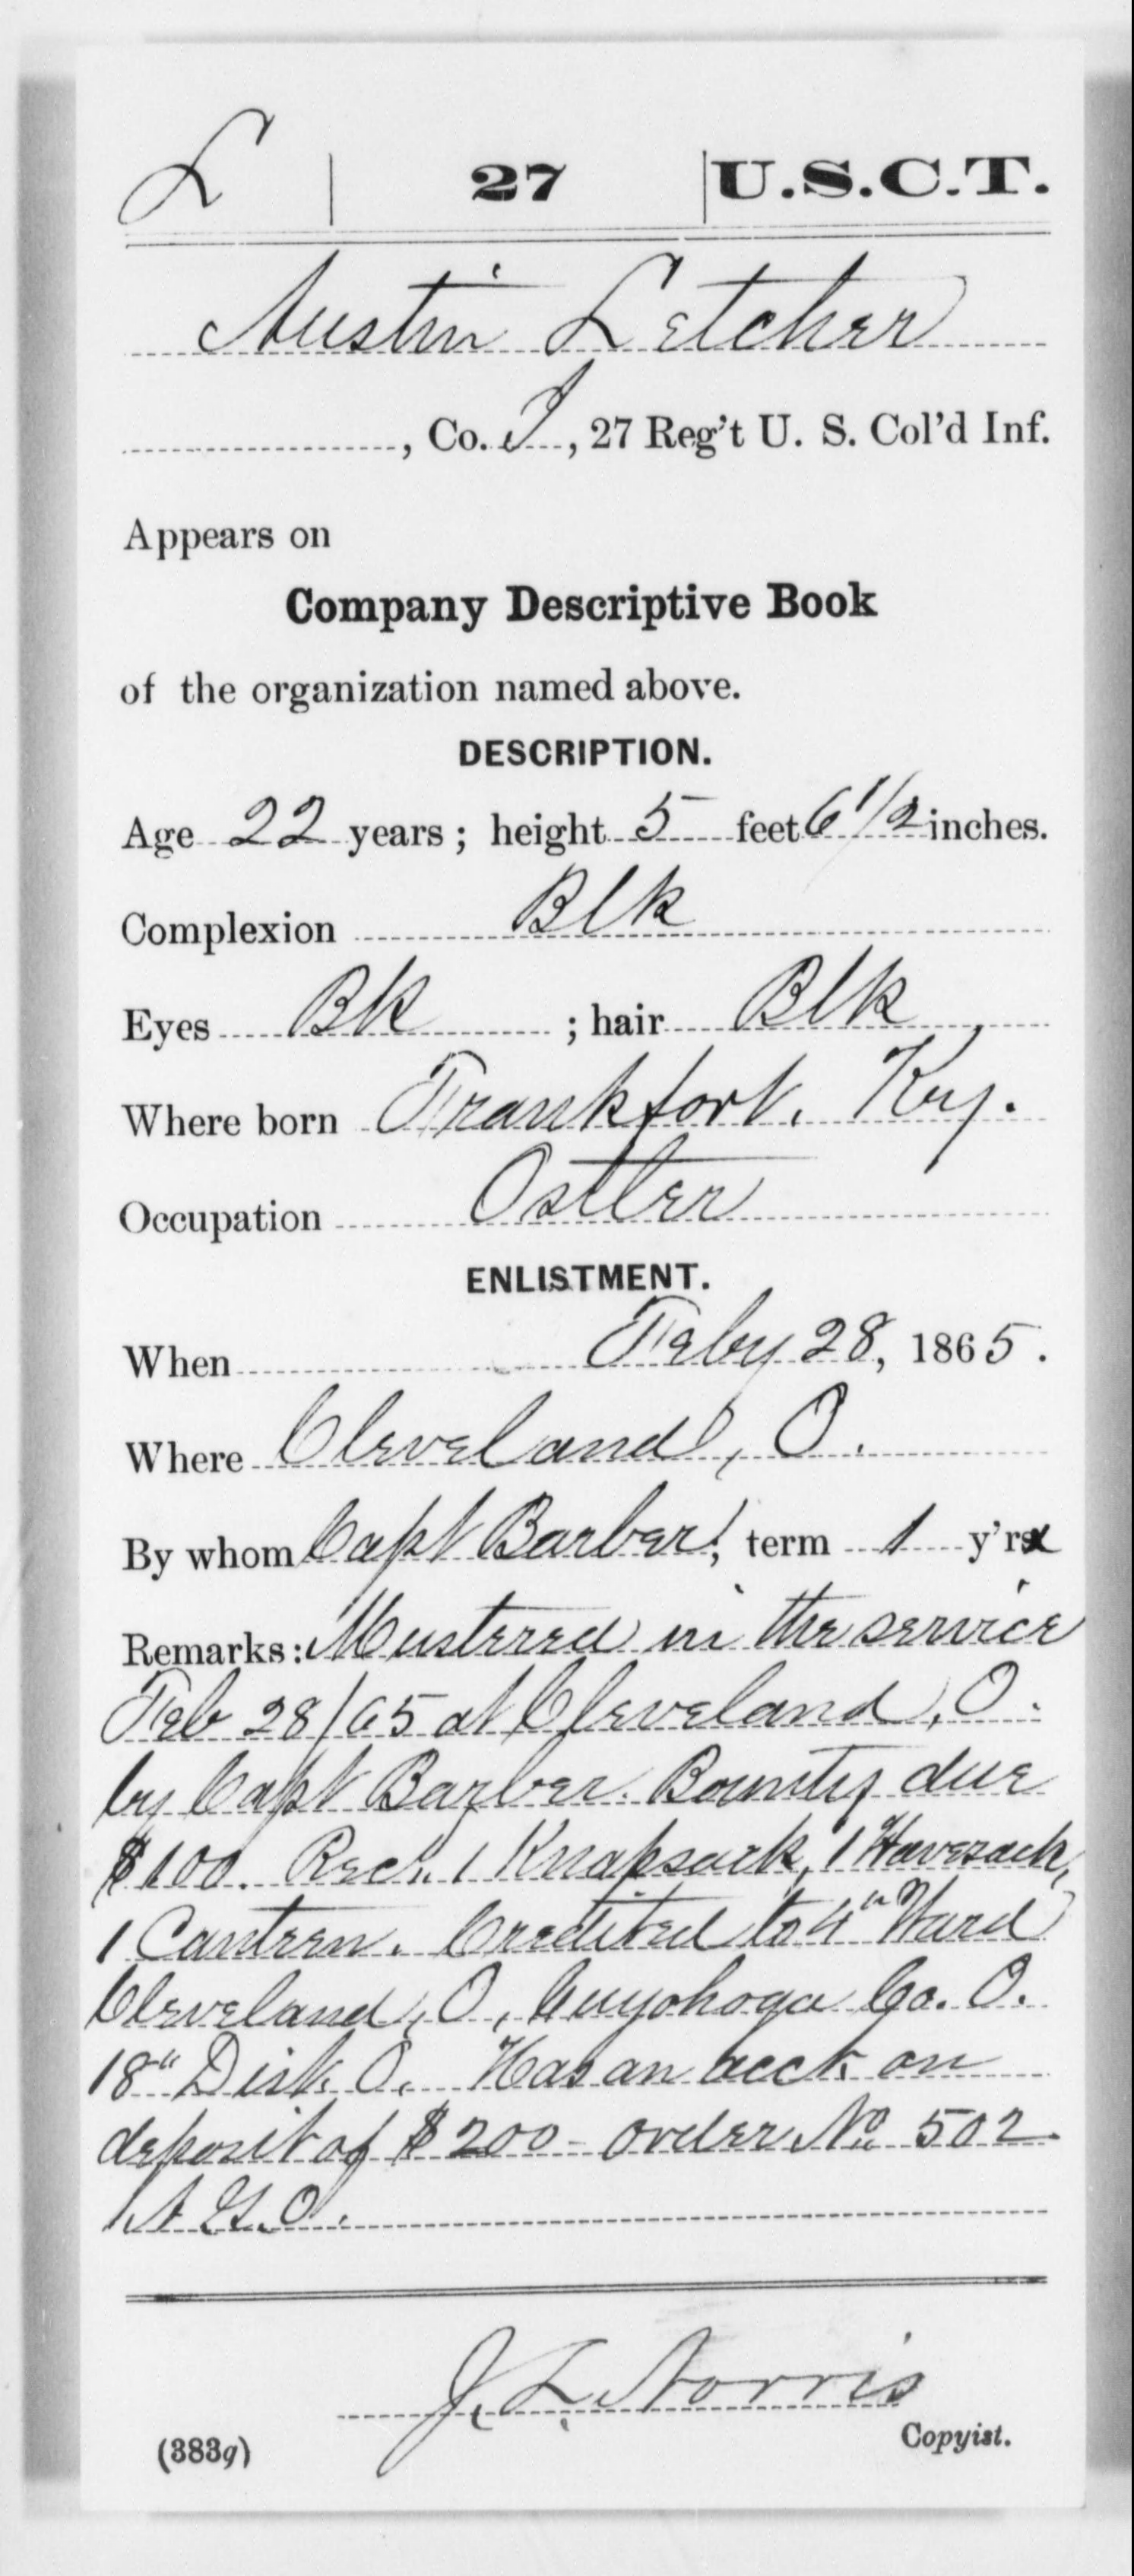 L | 27 | U.S.C.T.
Austin Letcher
, Co. I, 27 Reg't U. S. Col'd Inf.
Appears on
Company Descriptive Book
of the organization named above.
DESCRIPTION.
Age 22 years; height 5 feet 6 1/2 inches.
Complexion Blk
Eyes Bk ; hair Blk
Where born Frankfort, Ky.
Occupation Ostler
ENLISTMENT.
When Feby 28, 1865.
Where Cleveland, O.
By whom Capt Barber; term 1 y'rs
Remarks: Mustered in the service
Feb 28/65 at Cleveland, O.
by Capt Barber. Bounty due
$100. Rec'd. 1 Knapsack, 1 Haversack,
1 Canteen. Credited to 4" Ward
Cleveland, O, Cuyohoga Co. O.
18" Dist. O. Has an acct on
deposit of $200 - order No 502
A. G. O.
J. L. Norris
Copyist.
(383g)